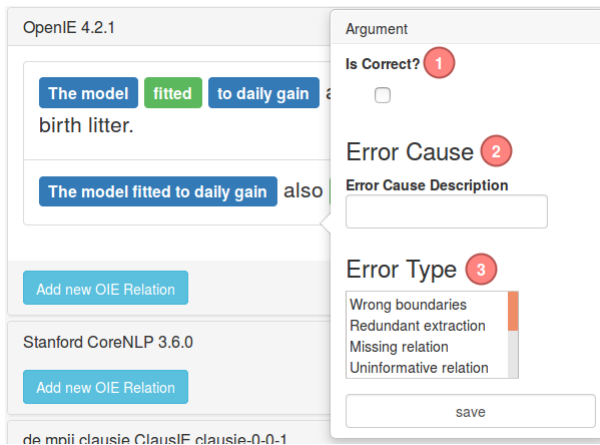 OpenIE 4.2.1
The model fitted to daily gain
birth litter.
The model fitted to daily gain also
Add new OIE Relation
Stanford CoreNLP 3.6.0
Add new OIE Relation
de mpii clausie ClausIE clausie-0-0-1
Argument
Is Correct? 1
Error Cause 2
Error Cause Description
Error Type 3
Wrong boundaries
Redundant extraction
Missing relation
Uninformative relation
save